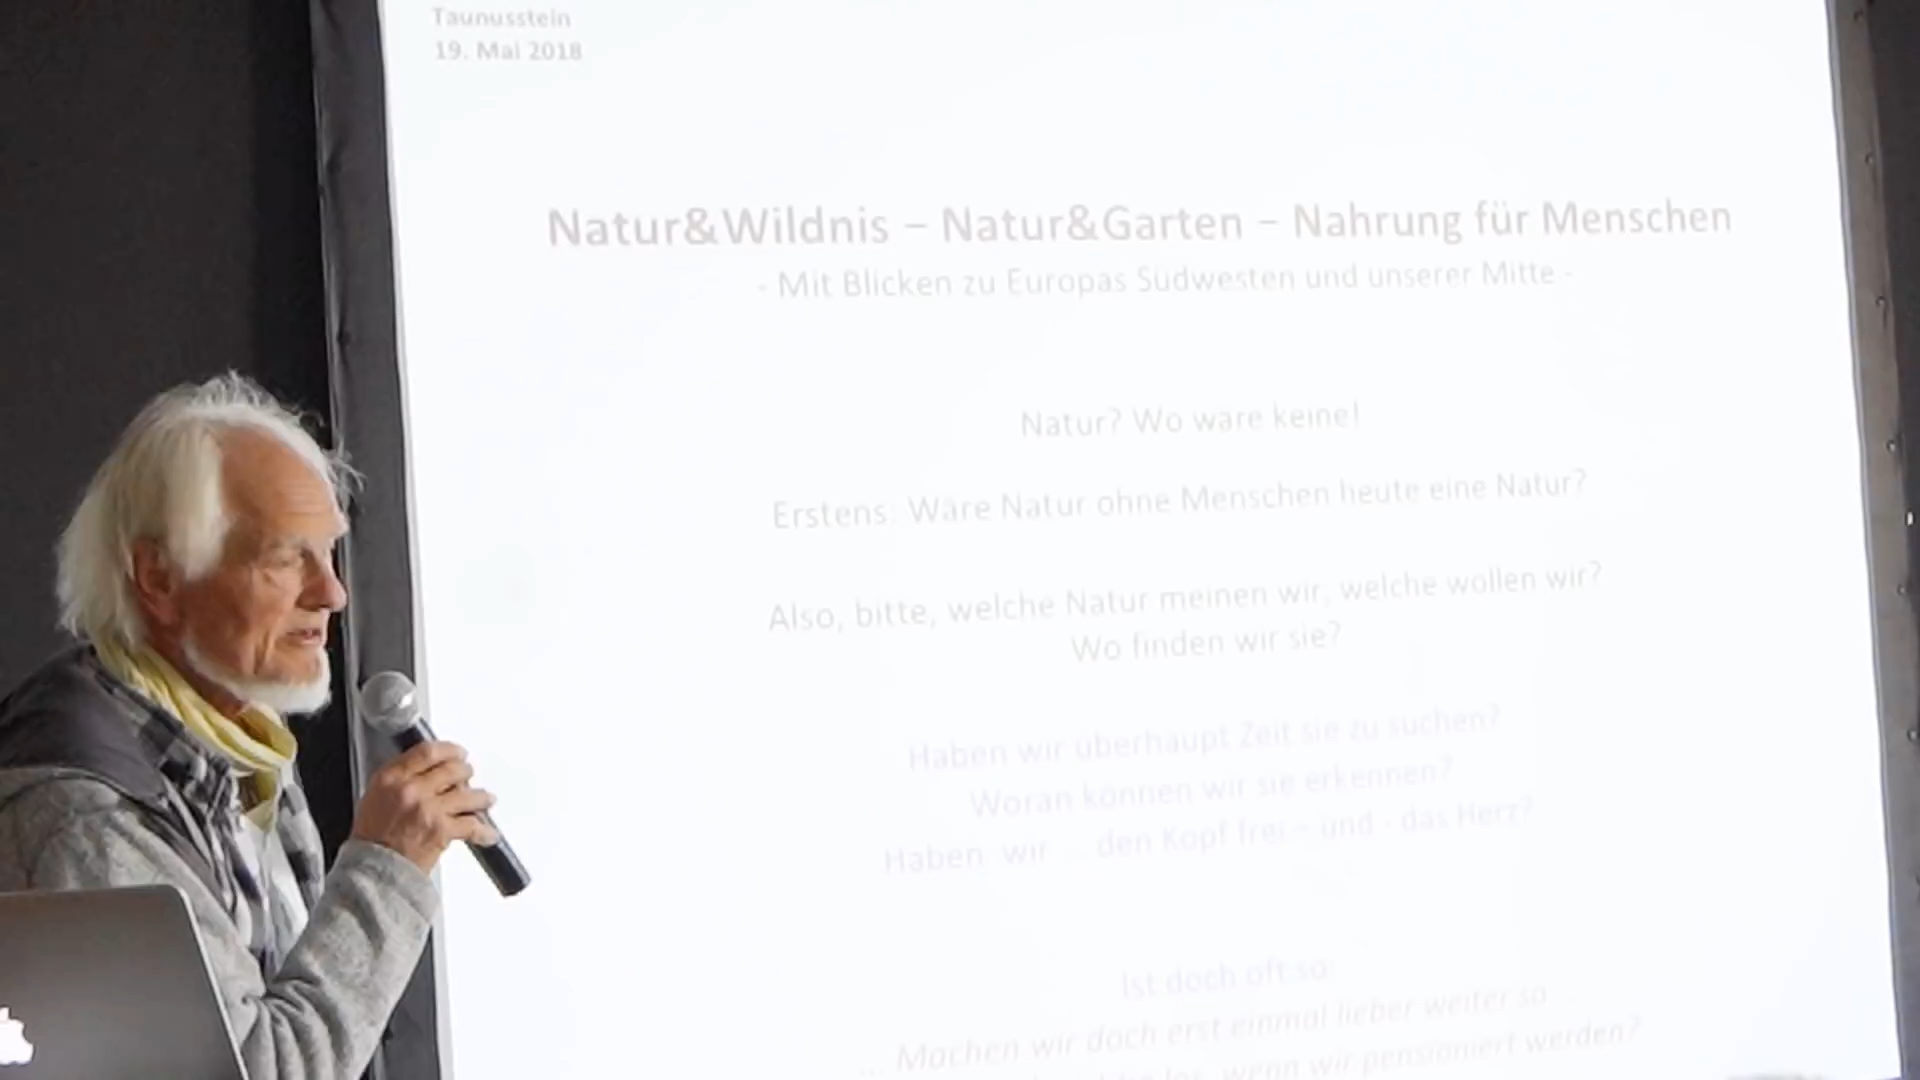 Taunusstein
19. Mai 2018
Natur&Wildnis – Natur&Garten – Nahrung für Menschen
- Mit Blicken zu Europas Südwesten und unserer Mitte -
Natur? Wo wäre keine!
Erstens: Wäre Natur ohne Menschen heute eine Natur?
Also, bitte, welche Natur meinen wir, welche wollen wir?
Wo finden wir sie?
Haben wir überhaupt Zeit sie zu suchen?
Woran können wir sie erkennen?
Haben wir ... den Kopf frei – und - das Herz?
Ist doch oft so:
... Machen wir doch erst einmal lieber weiter so ...
los, wenn wir pensioniert werden?